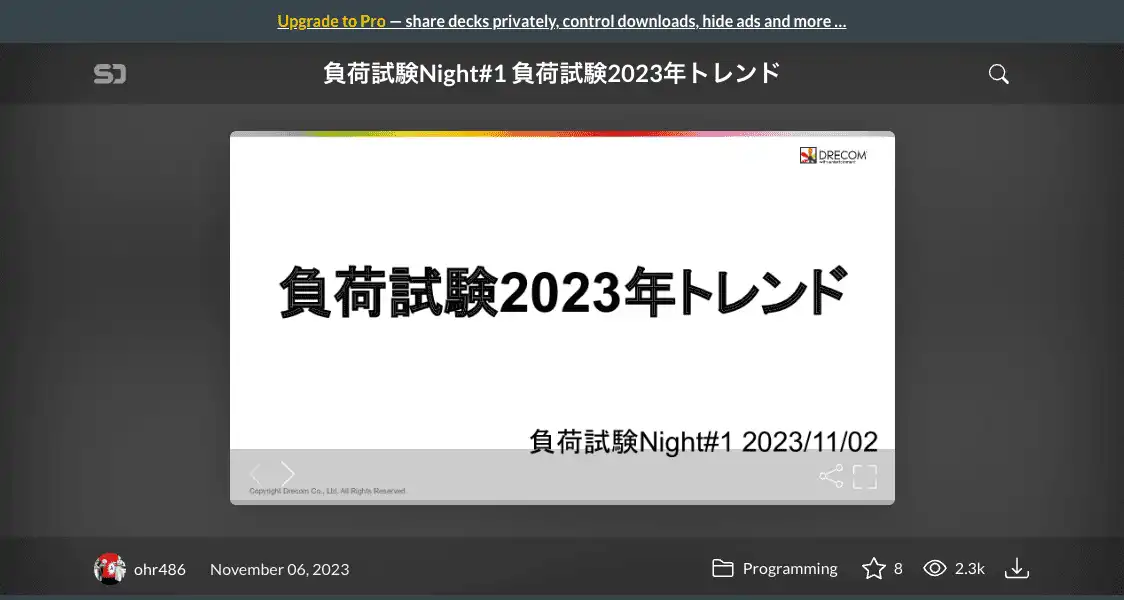 Upgrade to Pro — share decks privately, control downloads, hide ads and more …
負荷試験Night#1 負荷試験2023年トレンド
DRECOM
負荷試験2023年トレンド
負荷試験Night#1 2023/11/02
Copyright Drecom Co., Ltd. All Rights Reserved.
ohr486
November 06, 2023
Programming
8
2.3k